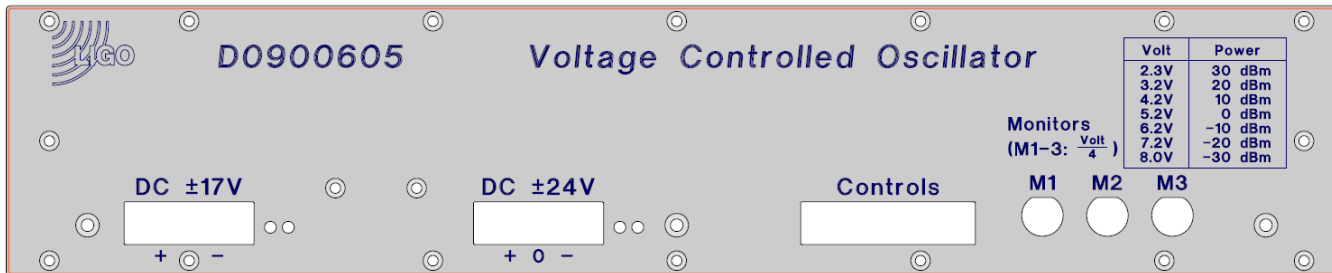 LIGO
D0900605
Voltage Controlled Oscillator
Volt Power
2.3V 30 dBm
3.2V 20 dBm
4.2V 10 dBm
5.2V 0 dBm
6.2V -10 dBm
7.2V -20 dBm
8.0V -30 dBm
Monitors
(M1-3: Volt/4)
DC ±17V
DC ±24V
Controls
M1 M2 M3
+ -
+ 0 -